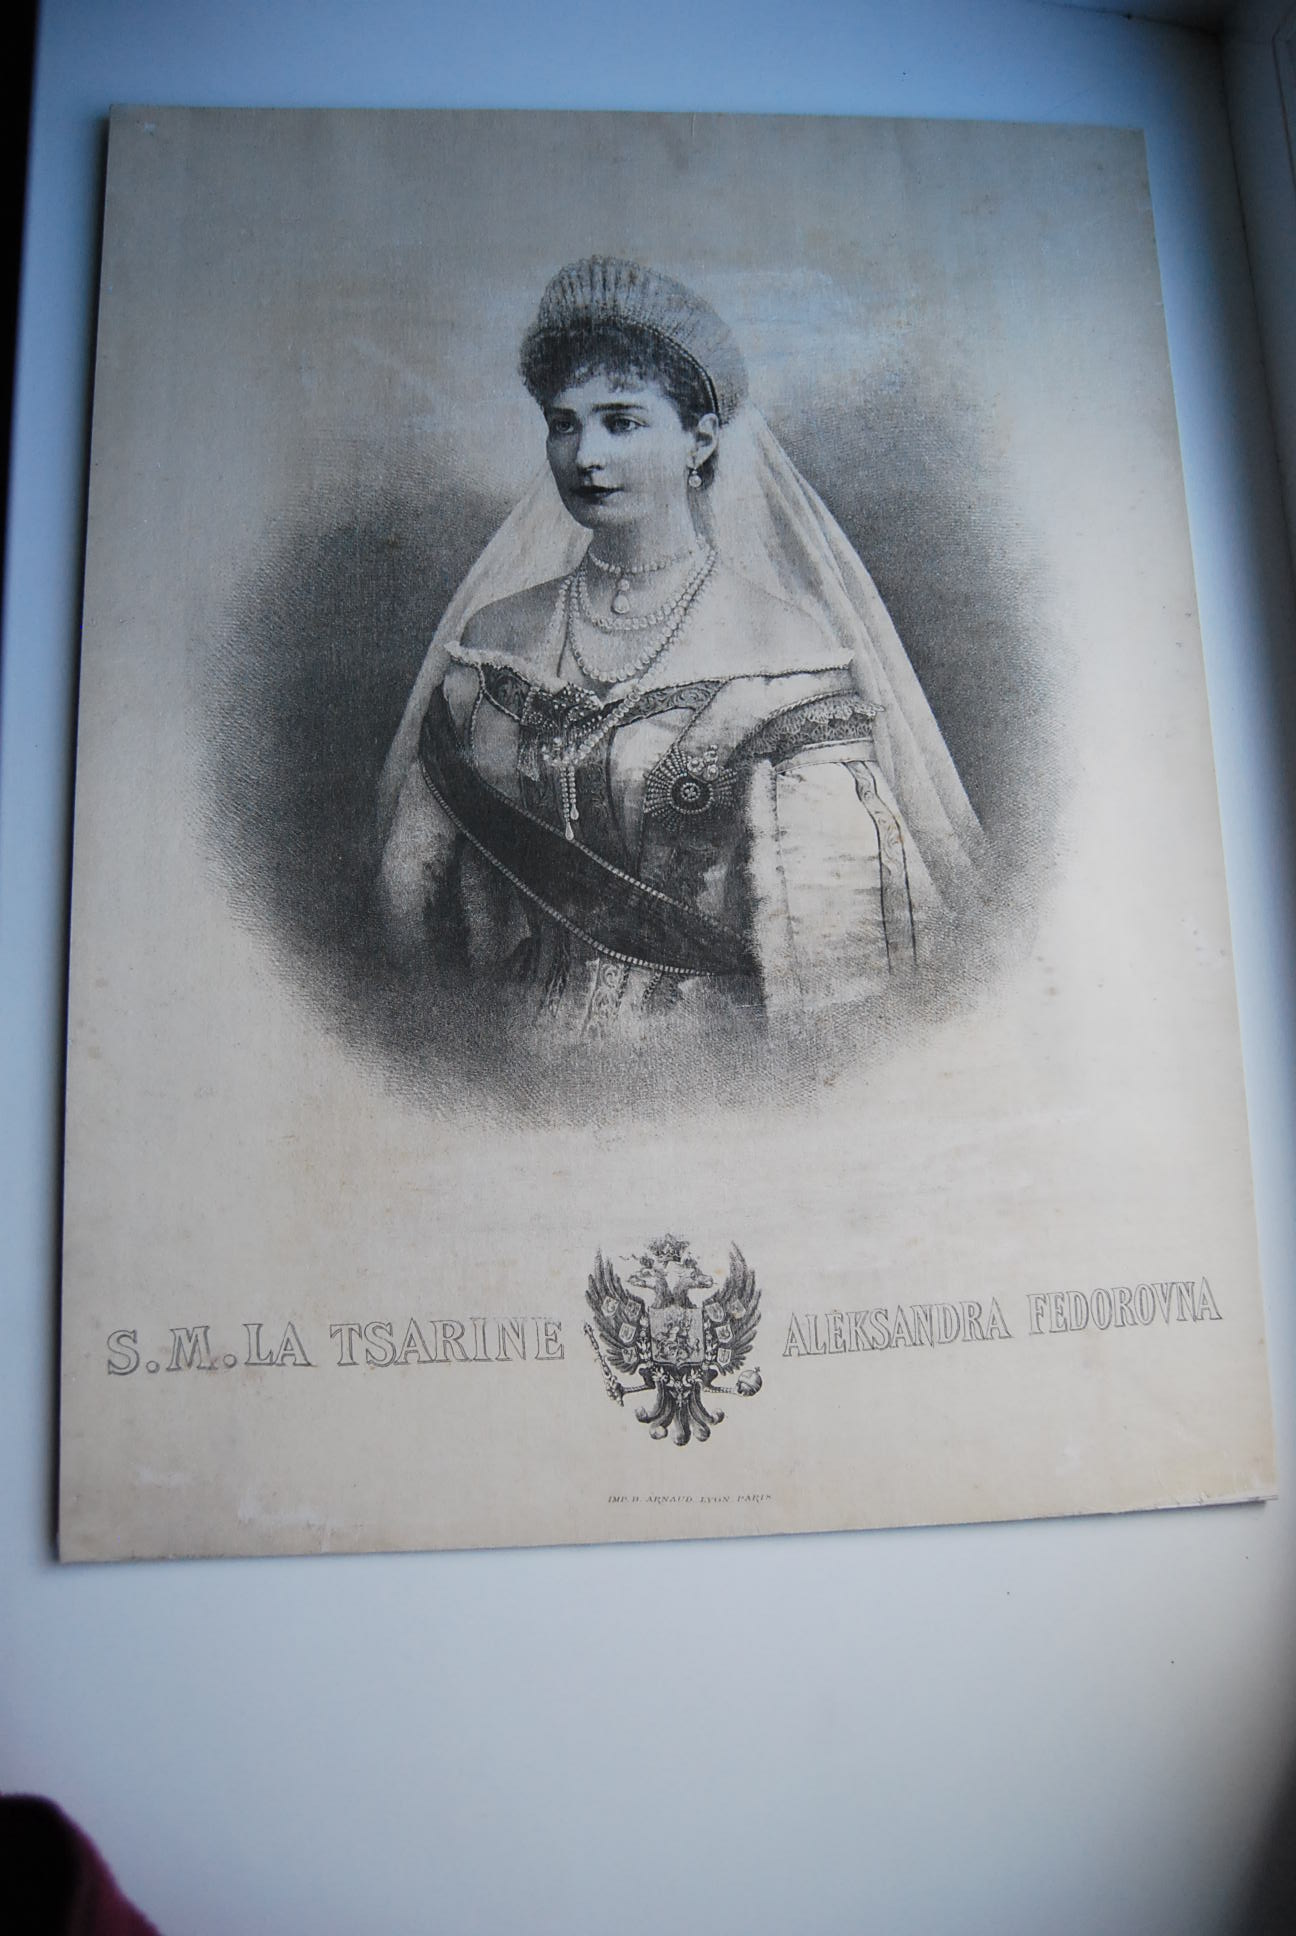 S.M. LA TSARINE ALEKSANDRA FEDOROVNA
IMP. B. ARNAUD. LYON. PARIS